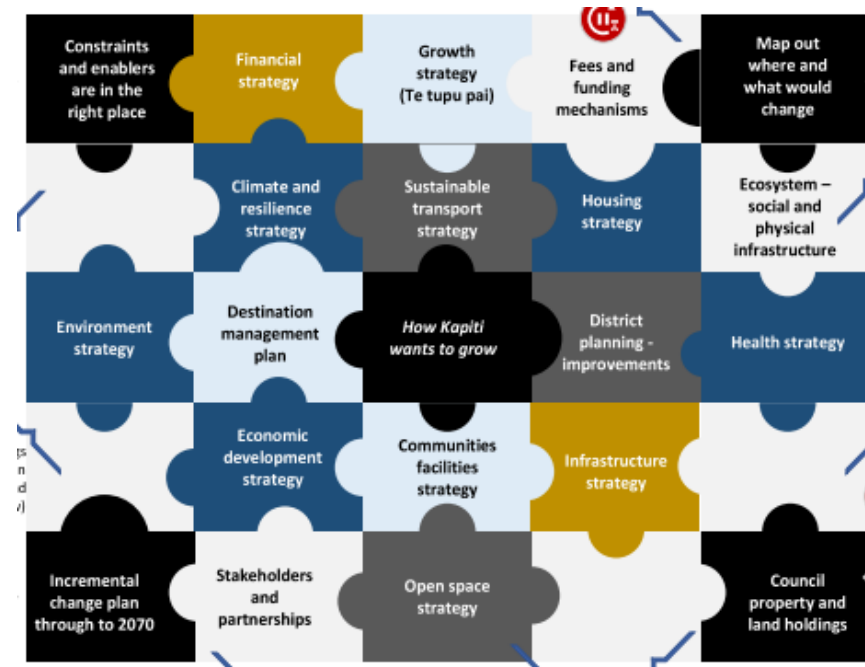 Constraints
and enablers
are in the
right place
Financial
strategy
Growth
strategy
(Te tupu pai)
Fees and
funding
mechanisms
Map out
where and
what would
change
Climate and
resilience
strategy
Sustainable
transport
strategy
Housing
strategy
Ecosystem –
social and
physical
infrastructure
Environment
strategy
Destination
management
plan
How Kapiti
wants to grow
District
planning -
improvements
Health strategy
Economic
development
strategy
Communities
facilities
strategy
Infrastructure
strategy
Incremental
change plan
through to 2070
Stakeholders
and
partnerships
Open space
strategy
Council
property and
land holdings